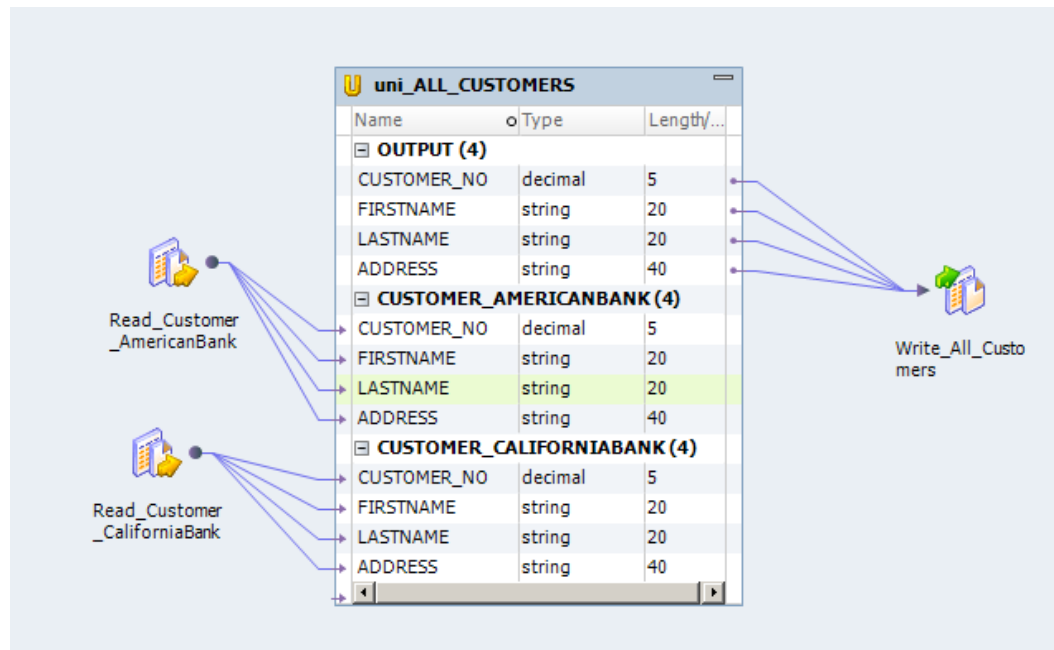 uni_ALL_CUSTOMERS
Name Type Length/...
OUTPUT (4)
CUSTOMER_NO decimal 5
FIRSTNAME string 20
LASTNAME string 20
ADDRESS string 40
CUSTOMER_AMERICANBANK (4)
CUSTOMER_NO decimal 5
FIRSTNAME string 20
LASTNAME string 20
ADDRESS string 40
CUSTOMER_CALIFORNIABANK (4)
CUSTOMER_NO decimal 5
FIRSTNAME string 20
LASTNAME string 20
ADDRESS string 40
Read_Customer
_AmericanBank
Read_Customer
_CaliforniaBank
Write_All_Custo
mers